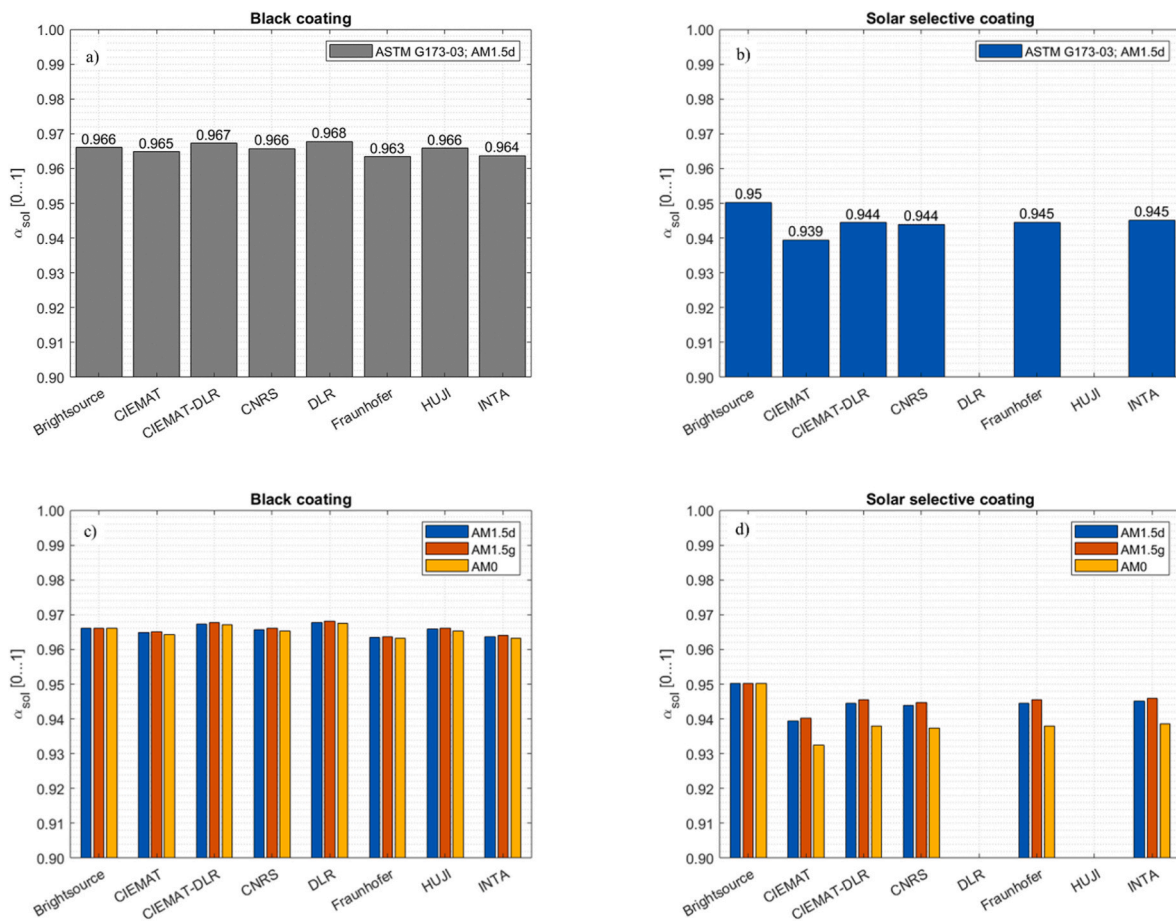 Black coating
a)
ASTM G173-03; AM1.5d
1.00
0.99
0.98
0.97
0.96
0.95
0.94
0.93
0.92
0.91
0.90
α_sol [0...1]
0.966
0.965
0.967
0.966
0.968
0.963
0.966
0.964
Brightsource
CIEMAT
CIEMAT-DLR
CNRS
DLR
Fraunhofer
HUJI
INTA
Solar selective coating
b)
ASTM G173-03; AM1.5d
1.00
0.99
0.98
0.97
0.96
0.95
0.94
0.93
0.92
0.91
0.90
α_sol [0...1]
0.95
0.939
0.944
0.944
0.945
0.945
Brightsource
CIEMAT
CIEMAT-DLR
CNRS
DLR
Fraunhofer
HUJI
INTA
Black coating
c)
AM1.5d
AM1.5g
AM0
1.00
0.99
0.98
0.97
0.96
0.95
0.94
0.93
0.92
0.91
0.90
α_sol [0...1]
Brightsource
CIEMAT
CIEMAT-DLR
CNRS
DLR
Fraunhofer
HUJI
INTA
Solar selective coating
d)
AM1.5d
AM1.5g
AM0
1.00
0.99
0.98
0.97
0.96
0.95
0.94
0.93
0.92
0.91
0.90
α_sol [0...1]
Brightsource
CIEMAT
CIEMAT-DLR
CNRS
DLR
Fraunhofer
HUJI
INTA